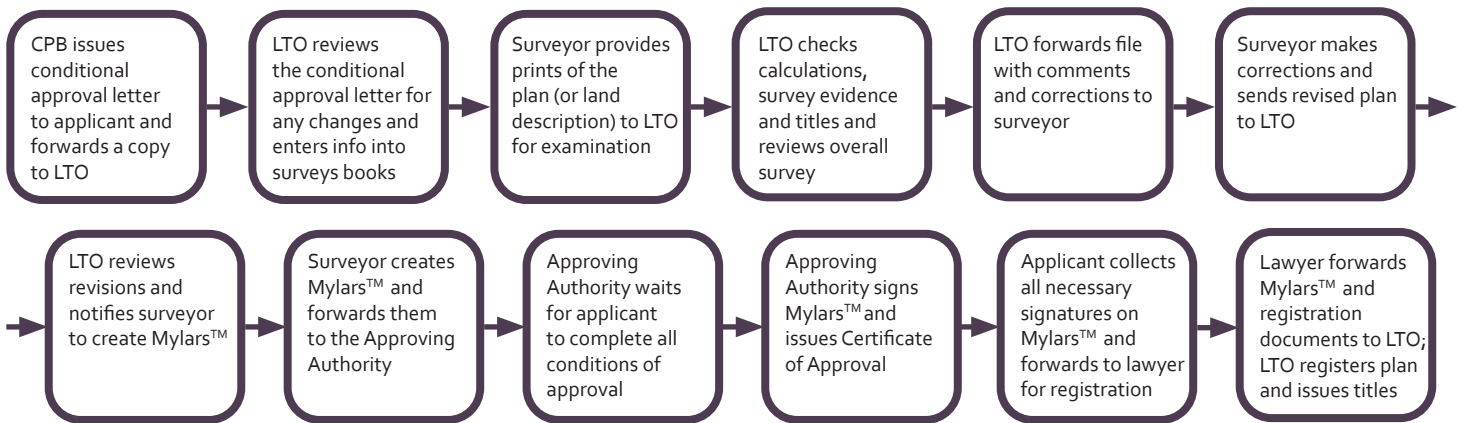 CPB issues
conditional
approval letter
to applicant and
forwards a copy
to LTO
LTO reviews
the conditional
approval letter for
any changes and
enters info into
surveys books
Surveyor provides
prints of the
plan (or land
description) to LTO
for examination
LTO checks
calculations,
survey evidence
and titles and
reviews overall
survey
LTO forwards file
with comments
and corrections to
surveyor
Surveyor makes
corrections and
sends revised plan
to LTO
LTO reviews
revisions and
notifies surveyor
to create Mylars™
Surveyor creates
Mylars™ and
forwards them
to the Approving
Authority
Approving
Authority waits
for applicant
to complete all
conditions of
approval
Approving
Authority signs
Mylars™ and
issues Certificate
of Approval
Applicant collects
all necessary
signatures on
Mylars™ and
forwards to lawyer
for registration
Lawyer forwards
Mylars™ and
registration
documents to LTO;
LTO registers plan
and issues titles